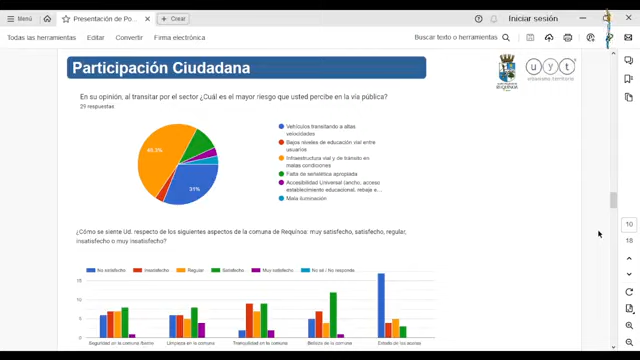 Menú
Presentación de Po...
Crear
Iniciar sesión
Todas las herramientas Editar Convertir Firma electrónica
Buscar texto o herramientas
Participación Ciudadana
REQUÍNOA
uyt
urbanismo y territorio
En su opinión, al transitar por el sector ¿Cuál es el mayor riesgo que usted percibe en la vía pública?
29 respuestas
31%
Vehículos transitando a altas
velocidades
Bajos niveles de educación vial entre
usuarios
Infraestructura vial y de tránsito en
malas condiciones
Falta de señalética apropiada
Accesibilidad Universal (ancho, acceso
establecimiento educacional, rebaje e...
Mala iluminación
¿Cómo se siente Ud. respecto de los siguientes aspectos de la comuna de Requínoa: muy satisfecho, satisfecho, regular,
insatisfecho o muy insatisfecho?
No satisfecho Insatisfecho Regular Satisfecho Muy satisfecho No sé \ No responde
15
10
5
0
Limpieza en la comuna Tranquilidad en la comuna Belleza de la comuna Estado de las aceras
10
18